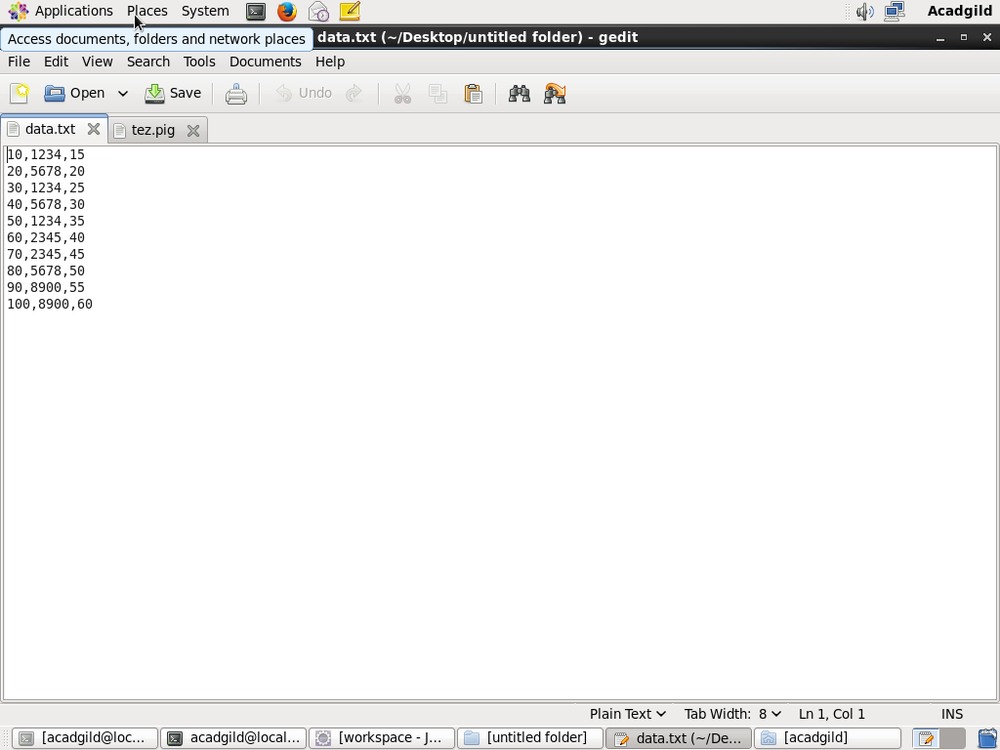 Applications Places System Acadgild
Access documents, folders and network places
data.txt (~/Desktop/untitled folder) - gedit
File Edit View Search Tools Documents Help
Open Save Undo
data.txt tez.pig
10,1234,15
20,5678,20
30,1234,25
40,5678,30
50,1234,35
60,2345,40
70,2345,45
80,5678,50
90,8900,55
100,8900,60
Plain Text Tab Width: 8 Ln 1, Col 1 INS
[acadgild@loc... acadgild@local... [workspace - J... [untitled folder] data.txt (~/De... [acadgild]